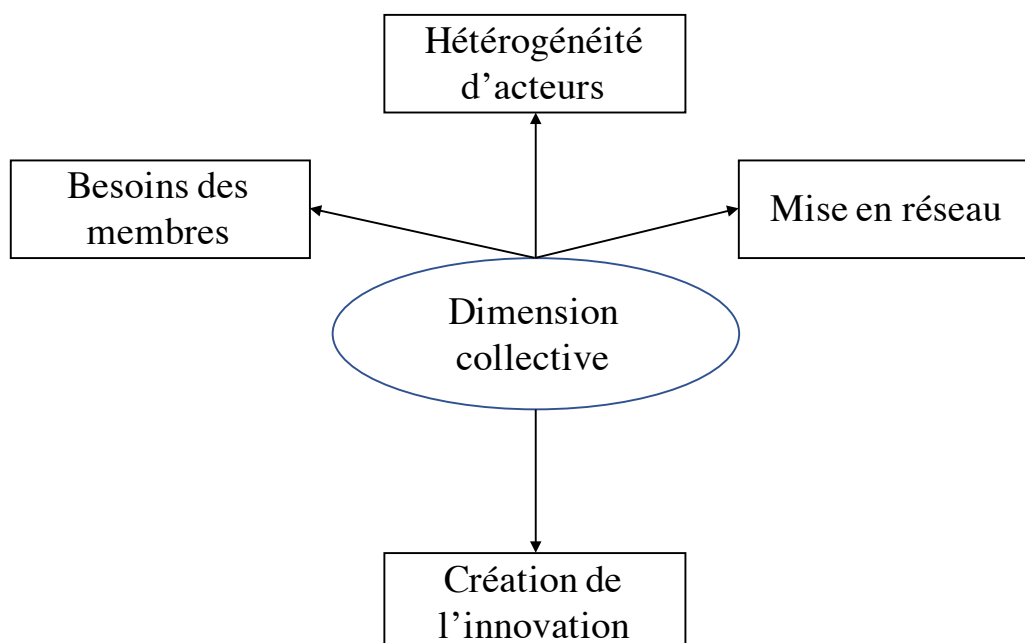 Hétérogénéité
d’acteurs
Besoins des
membres
Mise en réseau
Dimension
collective
Création de
l’innovation